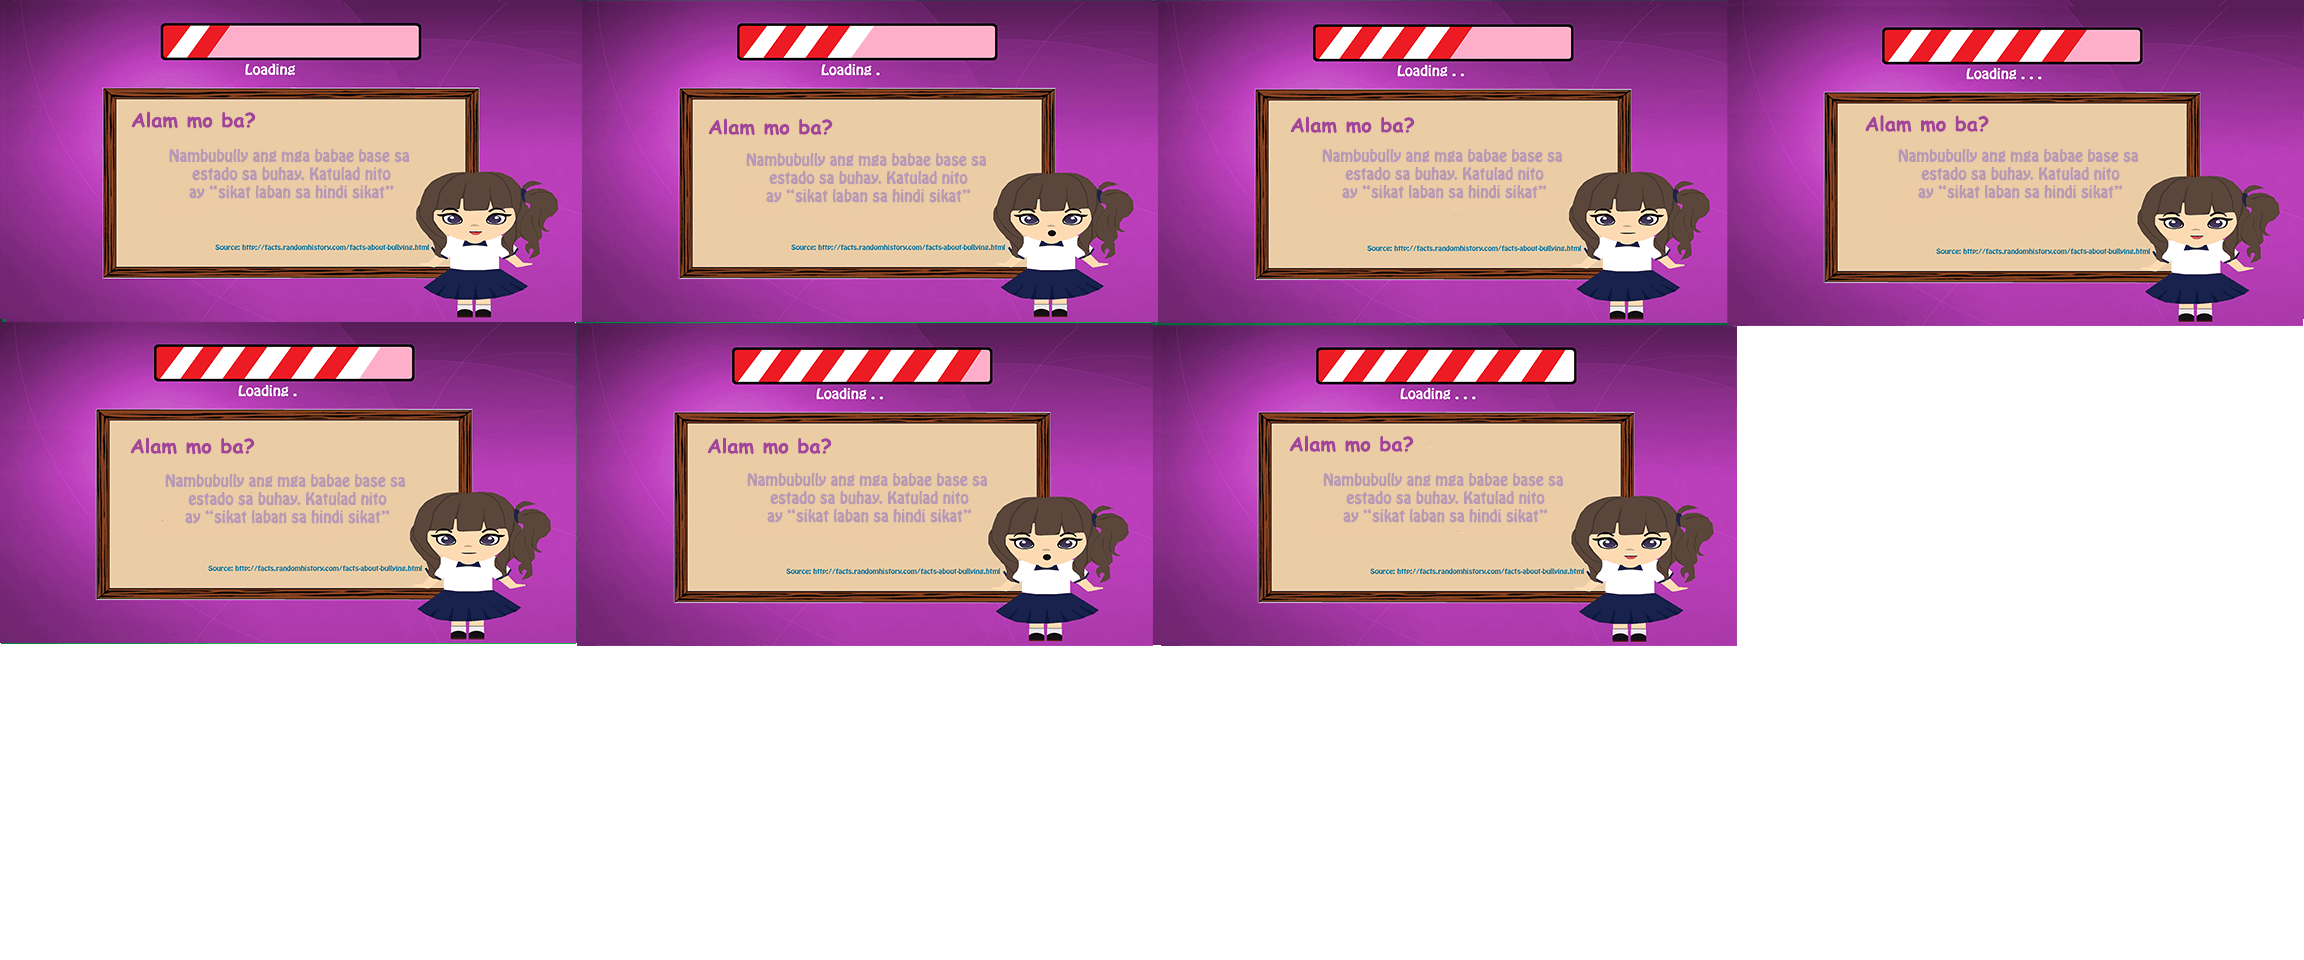 Loading
Alam mo ba?
Nambubully ang mga babae base sa
estado sa buhay. Katulad nito
ay “sikat laban sa hindi sikat”
Source: http://facts.randomhistory.com/facts-about-bullying.html
Loading .
Alam mo ba?
Nambubully ang mga babae base sa
estado sa buhay. Katulad nito
ay “sikat laban sa hindi sikat”
Source: http://facts.randomhistory.com/facts-about-bullying.html
Loading . .
Alam mo ba?
Nambubully ang mga babae base sa
estado sa buhay. Katulad nito
ay “sikat laban sa hindi sikat”
Source: http://facts.randomhistory.com/facts-about-bullying.html
Loading . . .
Alam mo ba?
Nambubully ang mga babae base sa
estado sa buhay. Katulad nito
ay “sikat laban sa hindi sikat”
Source: http://facts.randomhistory.com/facts-about-bullying.html
Loading .
Alam mo ba?
Nambubully ang mga babae base sa
estado sa buhay. Katulad nito
ay “sikat laban sa hindi sikat”
Source: http://facts.randomhistory.com/facts-about-bullying.html
Loading . .
Alam mo ba?
Nambubully ang mga babae base sa
estado sa buhay. Katulad nito
ay “sikat laban sa hindi sikat”
Source: http://facts.randomhistory.com/facts-about-bullying.html
Loading . . .
Alam mo ba?
Nambubully ang mga babae base sa
estado sa buhay. Katulad nito
ay “sikat laban sa hindi sikat”
Source: http://facts.randomhistory.com/facts-about-bullying.html